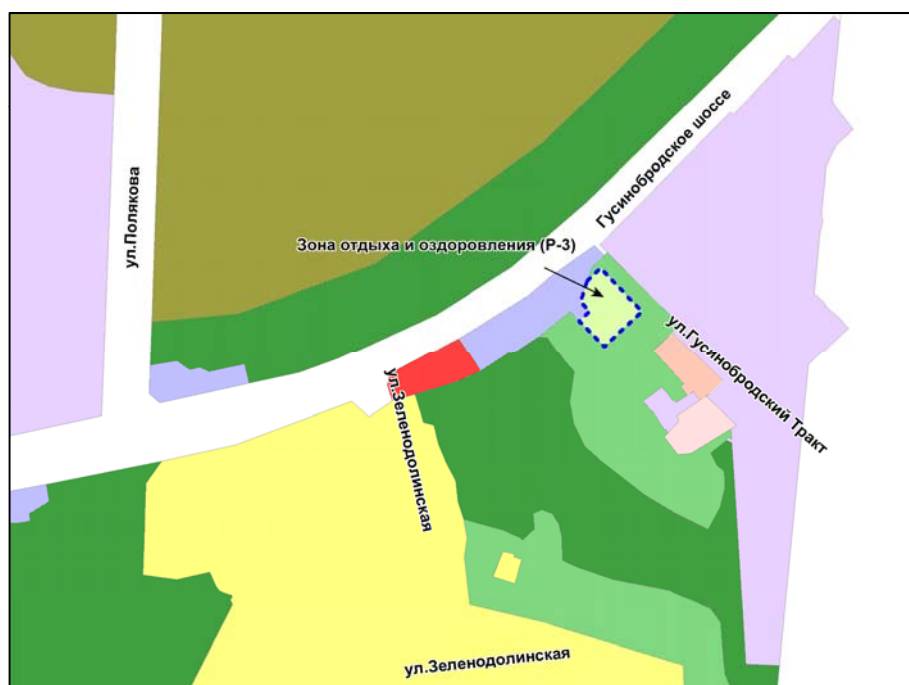 Гусинобродское шоссе
ул.Полякова
Зона отдыха и оздоровления (Р-3)
ул.Гусинобродский Тракт
ул.Зеленодолинская
ул.Зеленодолинская